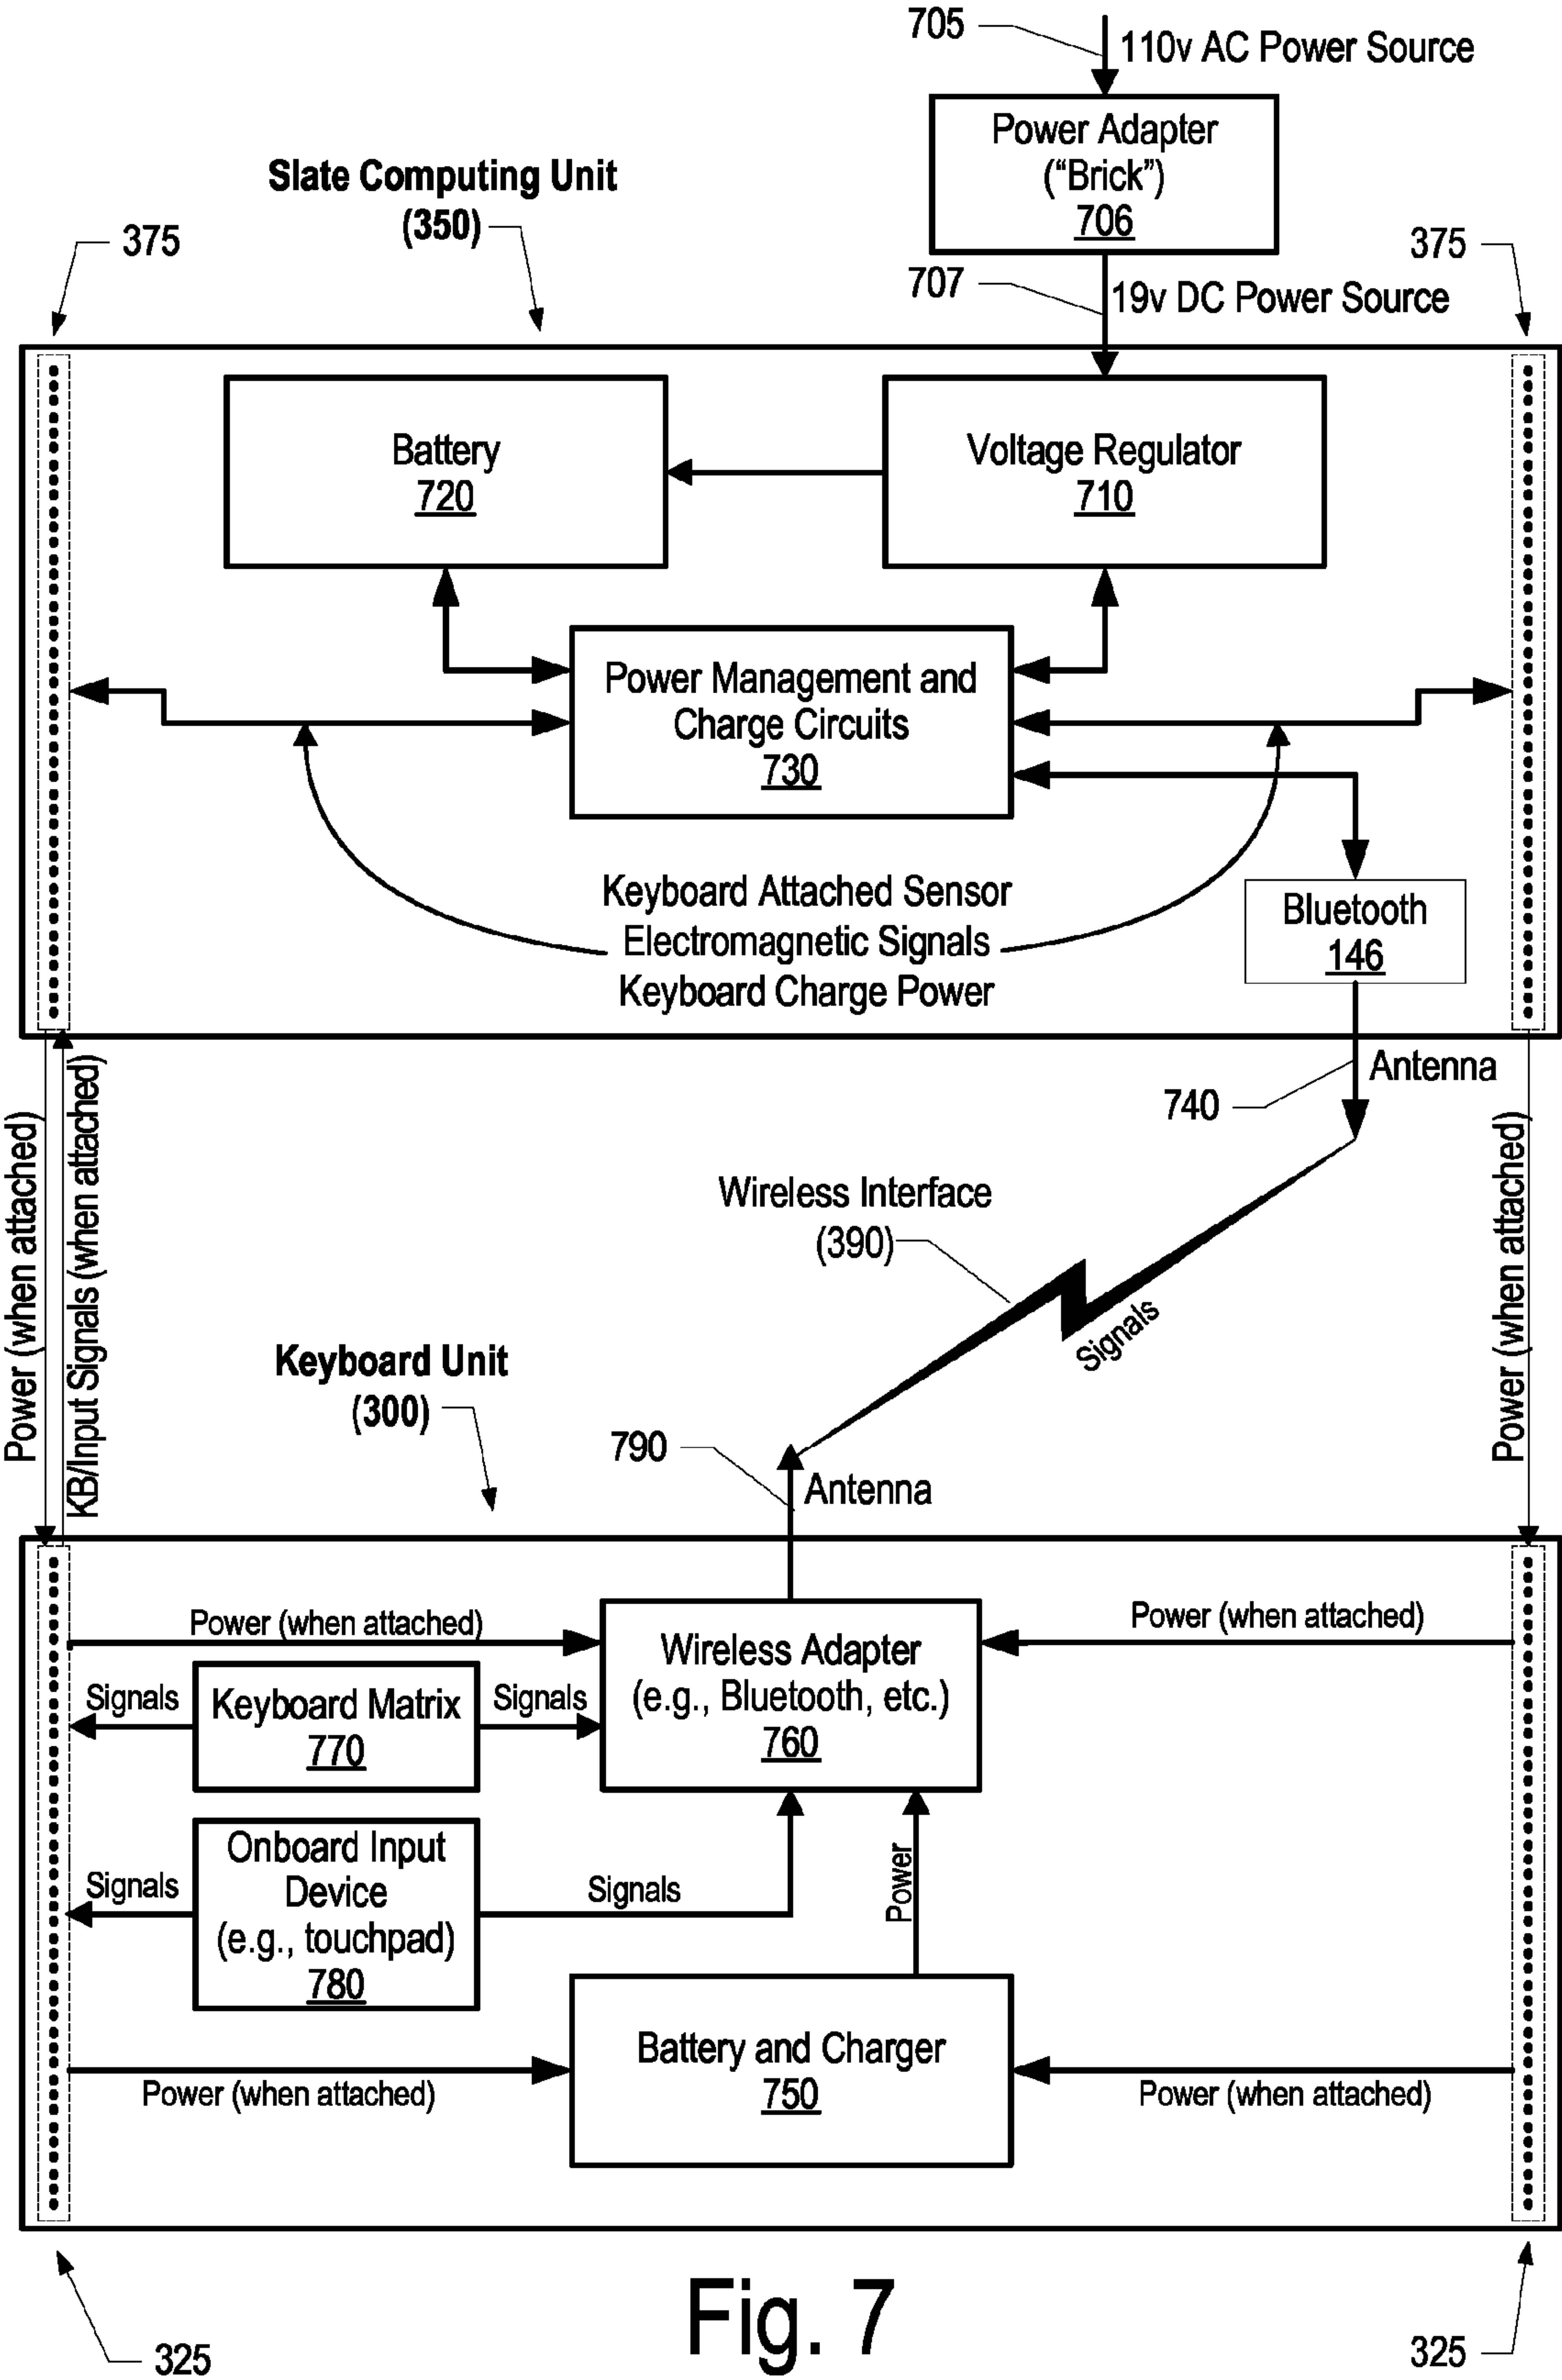 705
110v AC Power Source
Power Adapter
(“Brick”)
706
Slate Computing Unit
(350)
375
375
707
19v DC Power Source
Battery
720
Voltage Regulator
710
Power Management and
Charge Circuits
730
Keyboard Attached Sensor
Electromagnetic Signals
Keyboard Charge Power
Bluetooth
146
Antenna
740
Power (when attached)
KB/Input Signals (when attached)
Power (when attached)
Wireless Interface
(390)
Signals
Keyboard Unit
(300)
790
Antenna
Power (when attached)
Wireless Adapter
(e.g., Bluetooth, etc.)
760
Power (when attached)
Signals
Keyboard Matrix
770
Signals
Signals
Onboard Input
Device
(e.g., touchpad)
780
Signals
Power
Battery and Charger
750
Power (when attached)
Power (when attached)
325
Fig. 7
325